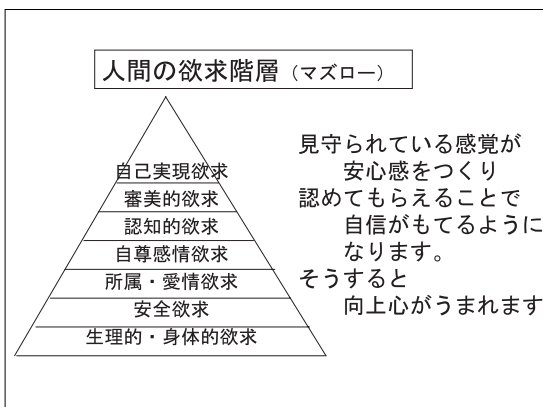 人間の欲求階層（マズロー）
自己実現欲求
審美的欲求
認知的欲求
自尊感情欲求
所属・愛情欲求
安全欲求
生理的・身体的欲求
見守られている感覚が
安心感をつくり
認めてもらえることで
自信がもてるように
なります。
そうすると
向上心がうまれます